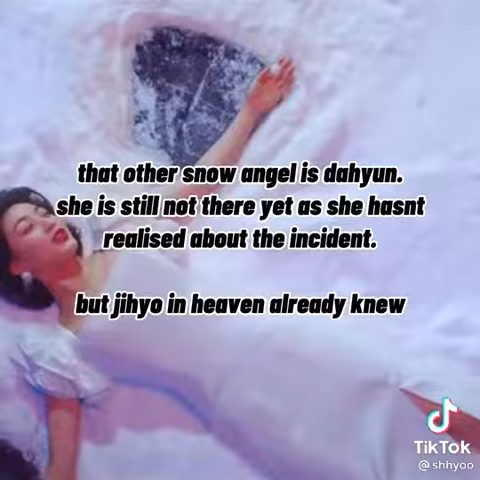 that other snow angel is dahyun.
she is still not there yet as she hasnt
realised about the incident.
but jihyo in heaven already knew
TikTok
@shhyoo